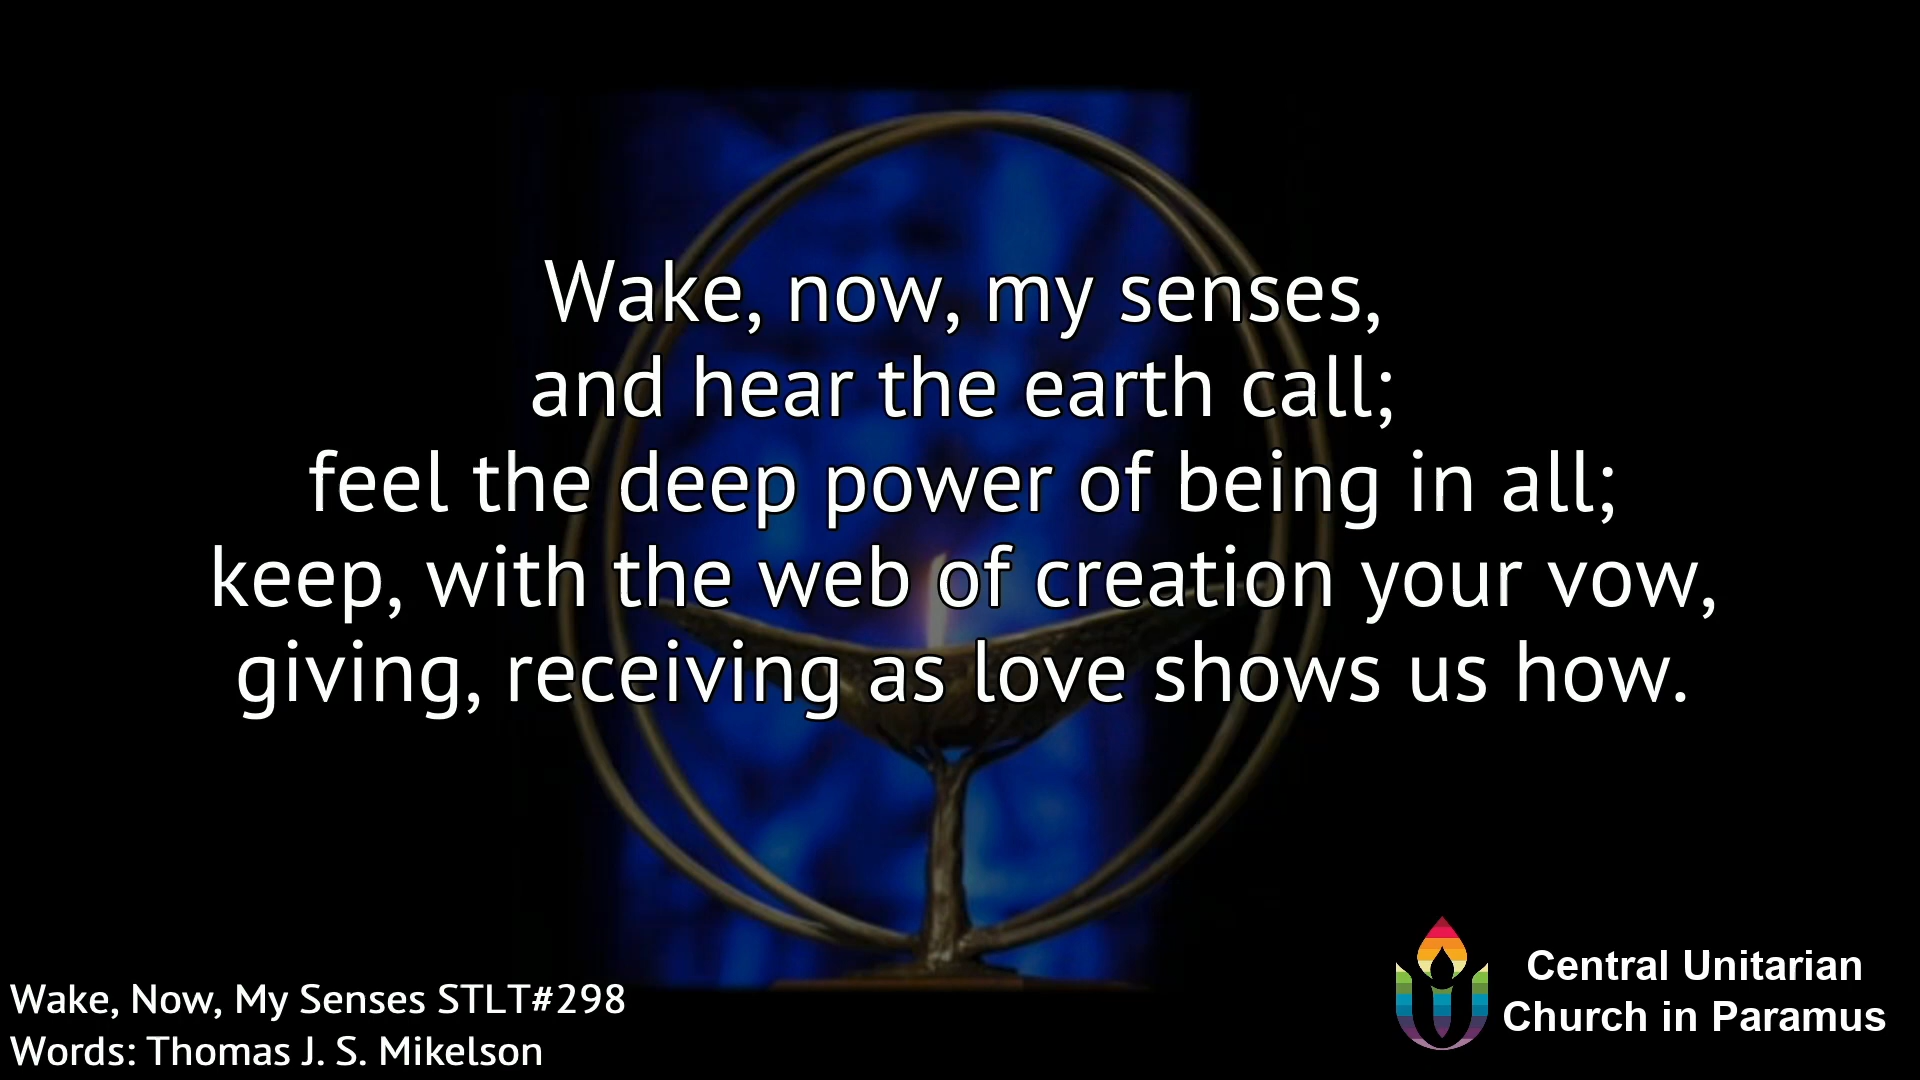 Wake, now, my senses,
and hear the earth call;
feel the deep power of being in all;
keep, with the web of creation your vow,
giving, receiving as love shows us how.
Wake, Now, My Senses STLT#298
Words: Thomas J. S. Mikelson
Central Unitarian
Church in Paramus